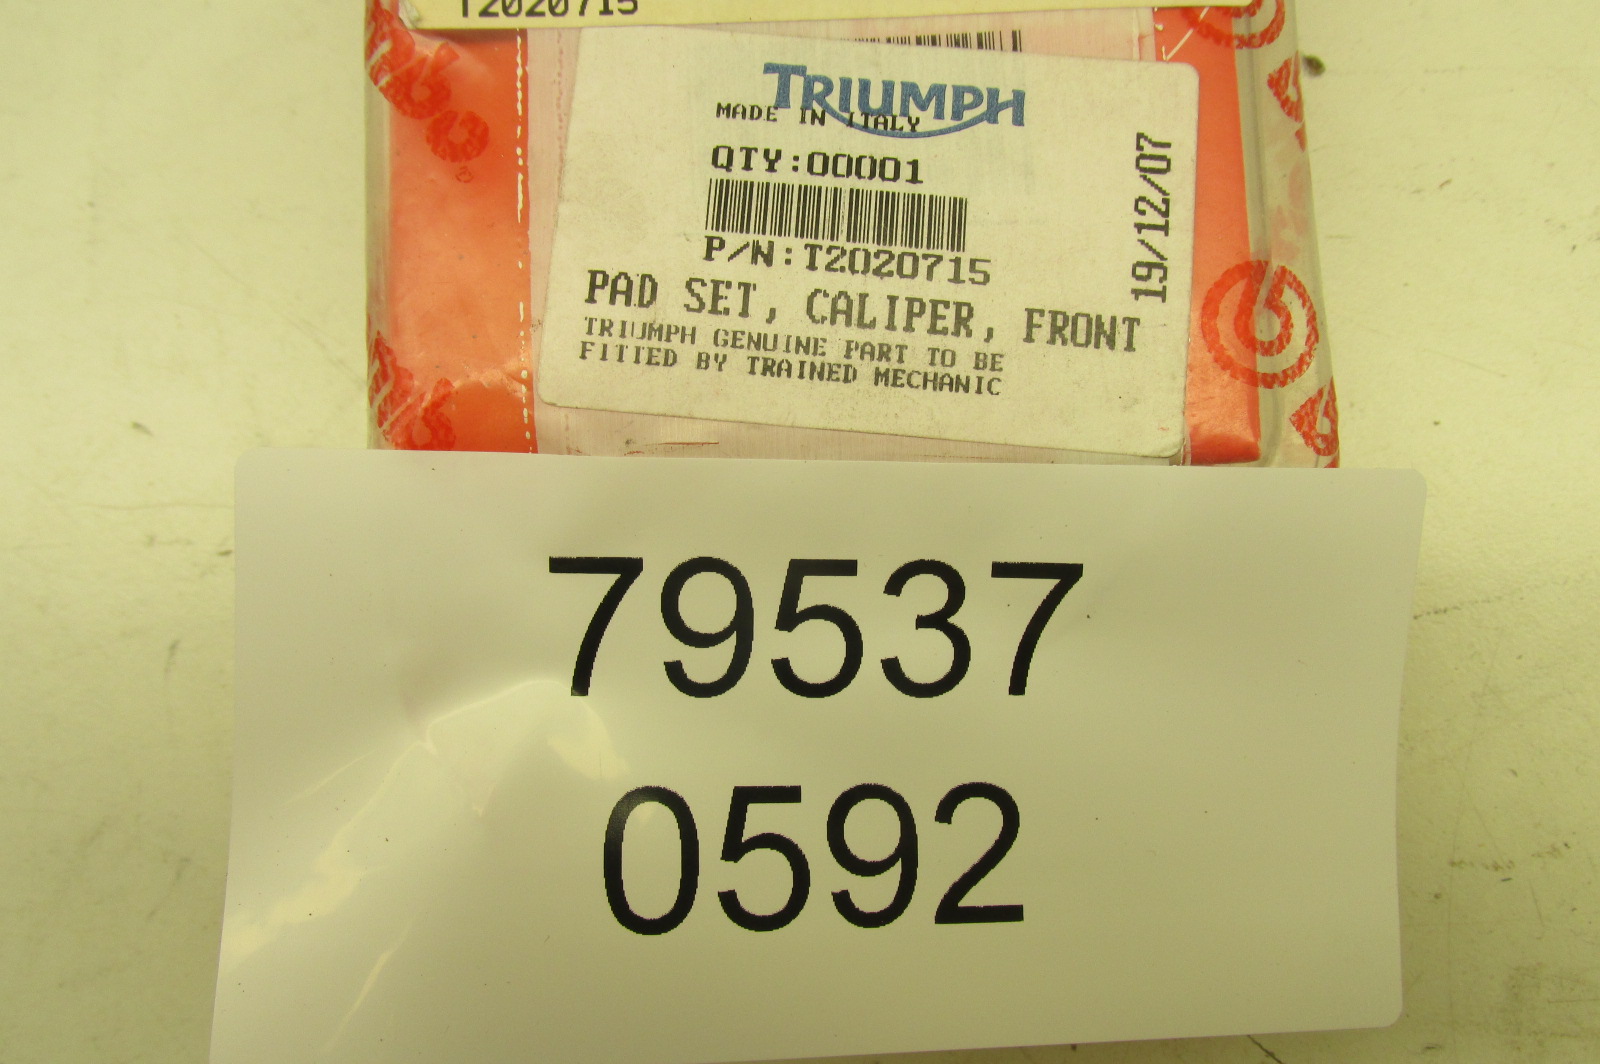 T2020715
TRIUMPH
MADE IN ITALY
QTY:00001
P/N:T2020715
PAD SET, CALIPER, FRONT
TRIUMPH GENUINE PART TO BE
FITTED BY TRAINED MECHANIC
19/12/07
79537
0592